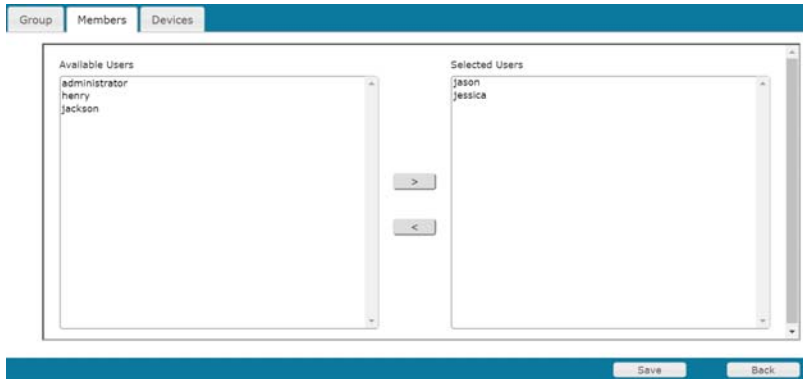 Group Members Devices
Available Users
administrator
henry
jackson
>
<
Selected Users
jason
jessica
Save Back